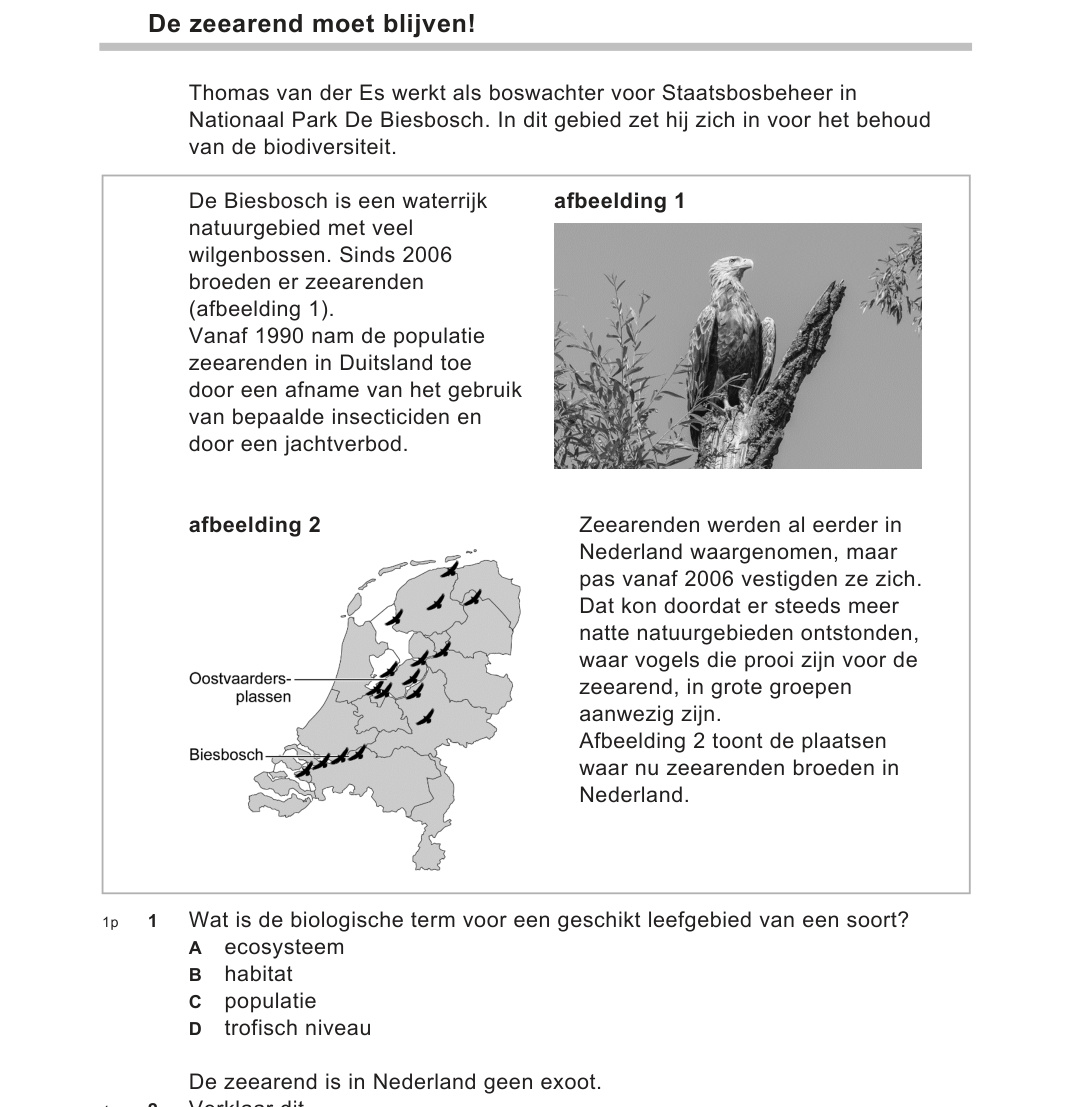 De zeearend moet blijven!
Thomas van der Es werkt als boswachter voor Staatsbosbeheer in
Nationaal Park De Biesbosch. In dit gebied zet hij zich in voor het behoud
van de biodiversiteit.
De Biesbosch is een waterrijk
natuurgebied met veel
wilgenbossen. Sinds 2006
broeden er zeearenden
(afbeelding 1).
Vanaf 1990 nam de populatie
zeearenden in Duitsland toe
door een afname van het gebruik
van bepaalde insecticiden en
door een jachtverbod.
afbeelding 1
afbeelding 2
Oostvaarders-
plassen
Biesbosch
Zeearenden werden al eerder in
Nederland waargenomen, maar
pas vanaf 2006 vestigden ze zich.
Dat kon doordat er steeds meer
natte natuurgebieden ontstonden,
waar vogels die prooi zijn voor de
zeearend, in grote groepen
aanwezig zijn.
Afbeelding 2 toont de plaatsen
waar nu zeearenden broeden in
Nederland.
1p 1 Wat is de biologische term voor een geschikt leefgebied van een soort?
A ecosysteem
B habitat
C populatie
D trofisch niveau
De zeearend is in Nederland geen exoot.
Verklaar dit